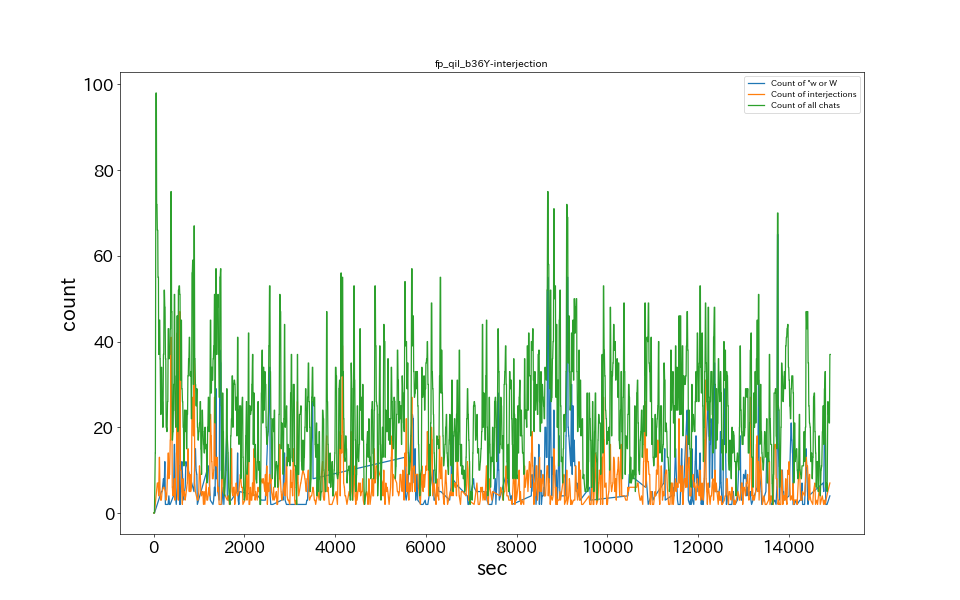 fp_qil_b36Y-interjection
Count of "w or W
Count of interjections
Count of all chats
100
80
60
40
20
0
count
0 2000 4000 6000 8000 10000 12000 14000
sec